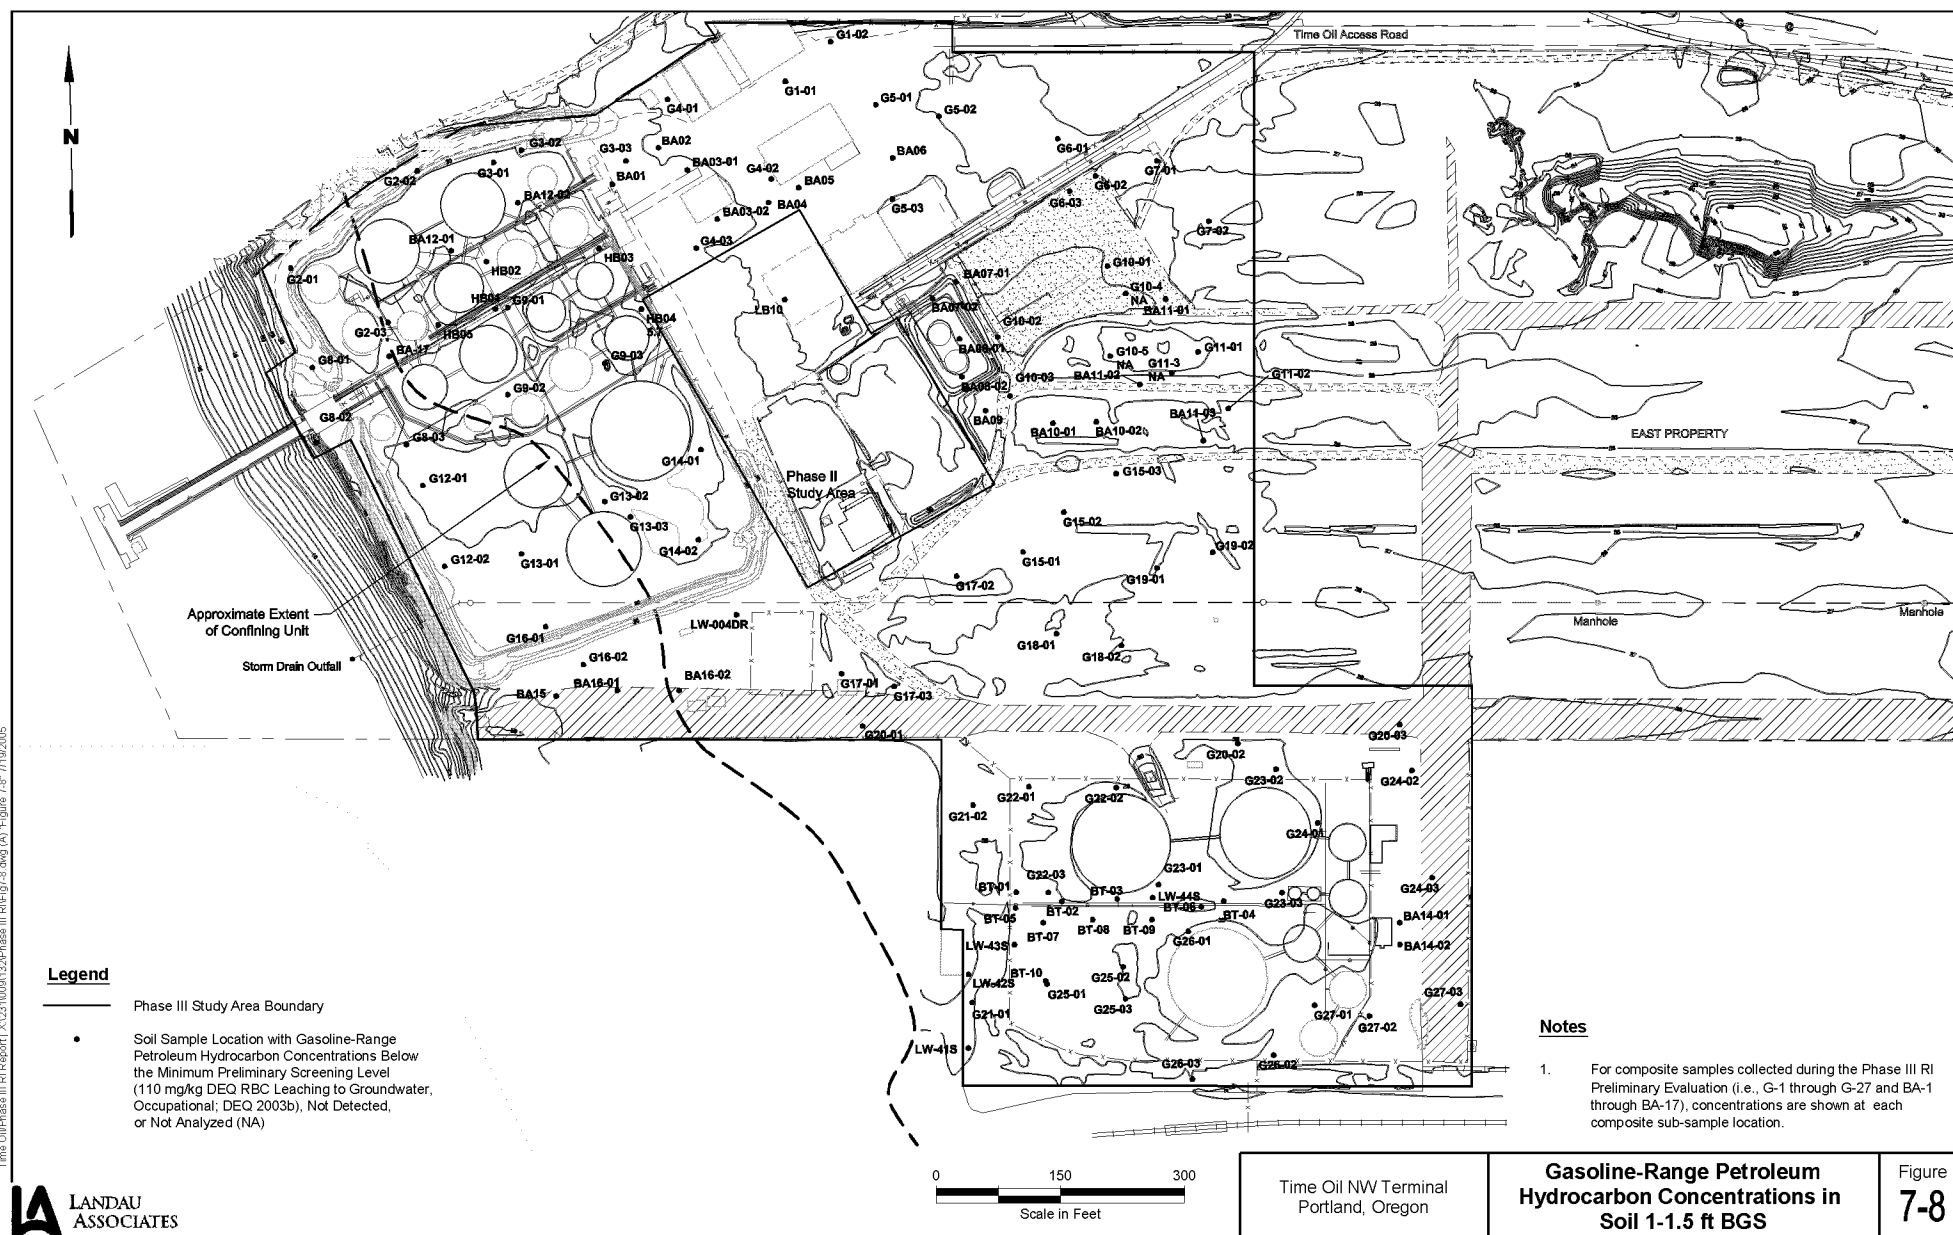 Time Oil Access Road
G1-02
G1-01
G4-01
G5-01
G5-02
G3-02
G3-03
BA02
BA06
G6-01
G2-02
G3-01
BA01
BA03-01
G4-02
BA05
G6-02
G7-01
BA12-02
BA03-02
BA04
G5-03
G6-03
BA12-01
G4-03
G7-02
G2-01
HB02
HB03
BA07-01
G10-01
HB01
G9-01
HB04
5.7
LB10
BA07-02
G10-4
NA
BA11-01
G2-03
HB05
G10-02
G8-01
BA-17
G9-03
BA08-01
G10-5
NA
G11-01
G11-3
NA
G9-02
BA08-02
G10-03
BA11-02
G11-02
G8-02
BA09
BA11-03
G8-03
BA10-01
BA10-02
EAST PROPERTY
G12-01
G14-01
Phase II
Study Area
G15-03
G13-02
G13-03
G15-02
G12-02
G13-01
G14-02
G15-01
G19-02
G17-02
G19-01
Approximate Extent
of Confining Unit
LW-004DR
Manhole
Manhole
G16-01
G18-01
G18-02
Storm Drain Outfall
G16-02
BA15
BA16-01
BA16-02
G17-01
G17-03
G20-01
G20-02
G20-03
G23-02
G24-02
G22-01
G22-02
G21-02
G24-01
G22-03
G23-01
BT-01
BT-03
LW-44S
G23-03
G24-03
BT-05
BT-02
BT-06
BT-04
BA14-01
BT-07
BT-08
BT-09
LW-43S
G26-01
BA14-02
BT-10
G25-02
LW-42S
G25-01
G25-03
G27-03
G21-01
G27-01
G27-02
LW-41S
G26-03
G26-02
Legend
Phase III Study Area Boundary
Soil Sample Location with Gasoline-Range
Petroleum Hydrocarbon Concentrations Below
the Minimum Preliminary Screening Level
(110 mg/kg DEQ RBC Leaching to Groundwater,
Occupational; DEQ 2003b), Not Detected,
or Not Analyzed (NA)
Notes
1. For composite samples collected during the Phase III RI
Preliminary Evaluation (i.e., G-1 through G-27 and BA-1
through BA-17), concentrations are shown at each
composite sub-sample location.
N
0 150 300
Scale in Feet
LA LANDAU
ASSOCIATES
Time Oil NW Terminal
Portland, Oregon
Gasoline-Range Petroleum
Hydrocarbon Concentrations in
Soil 1-1.5 ft BGS
Figure
7-8